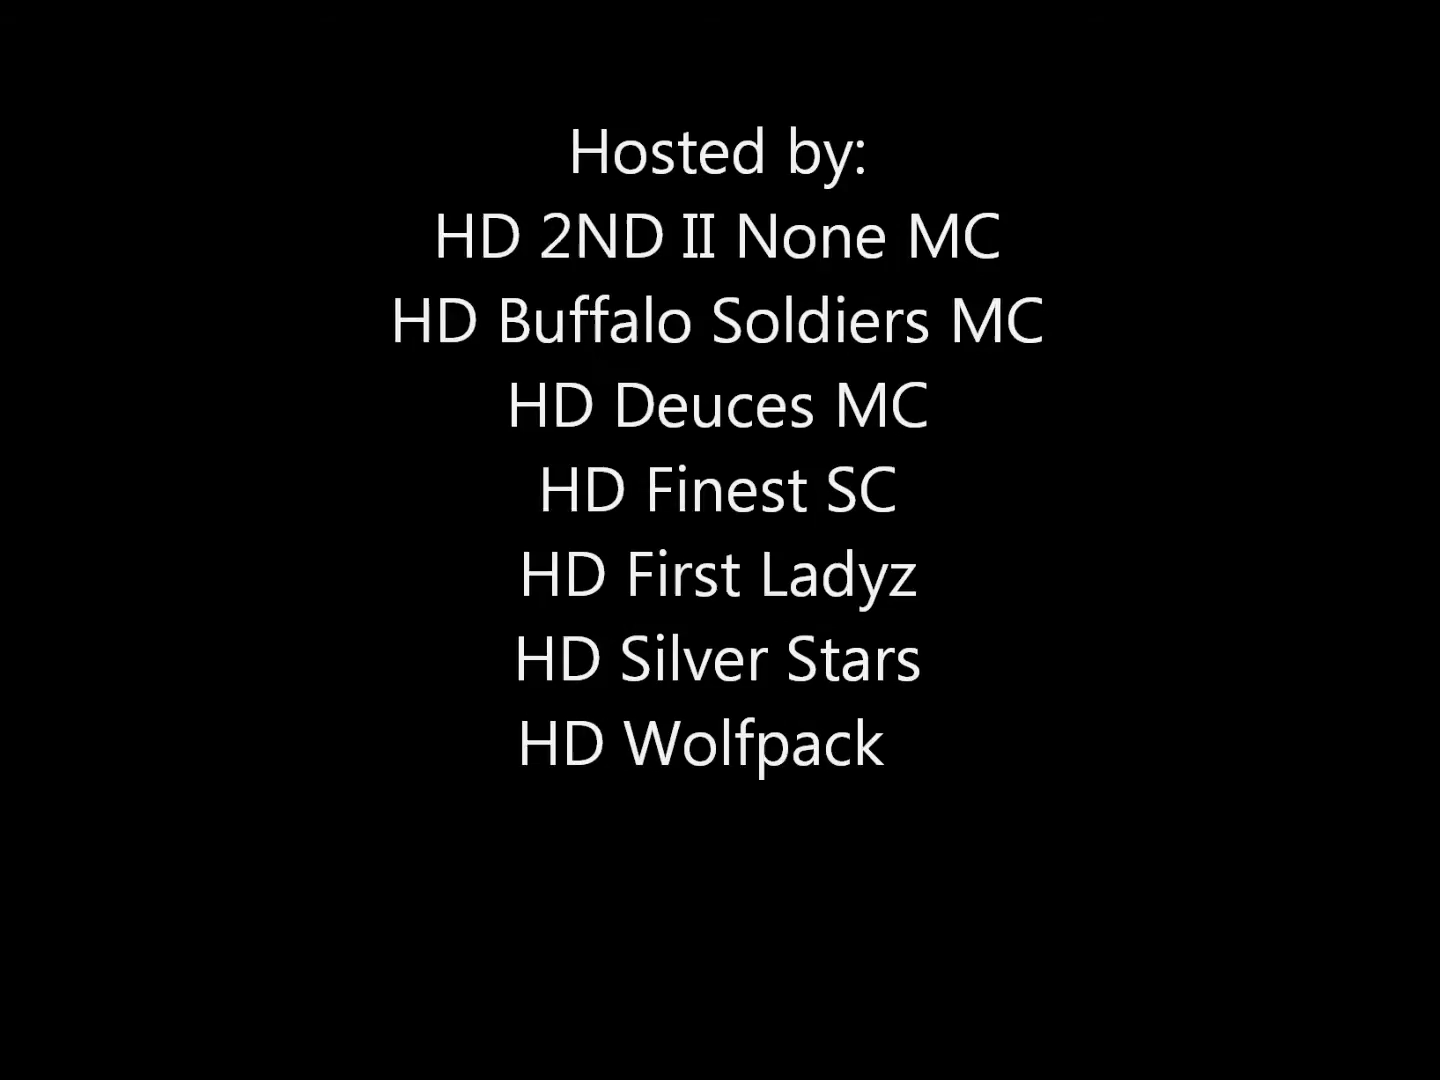 Hosted by:
HD 2ND II None MC
HD Buffalo Soldiers MC
HD Deuces MC
HD Finest SC
HD First Ladyz
HD Silver Stars
HD Wolfpack